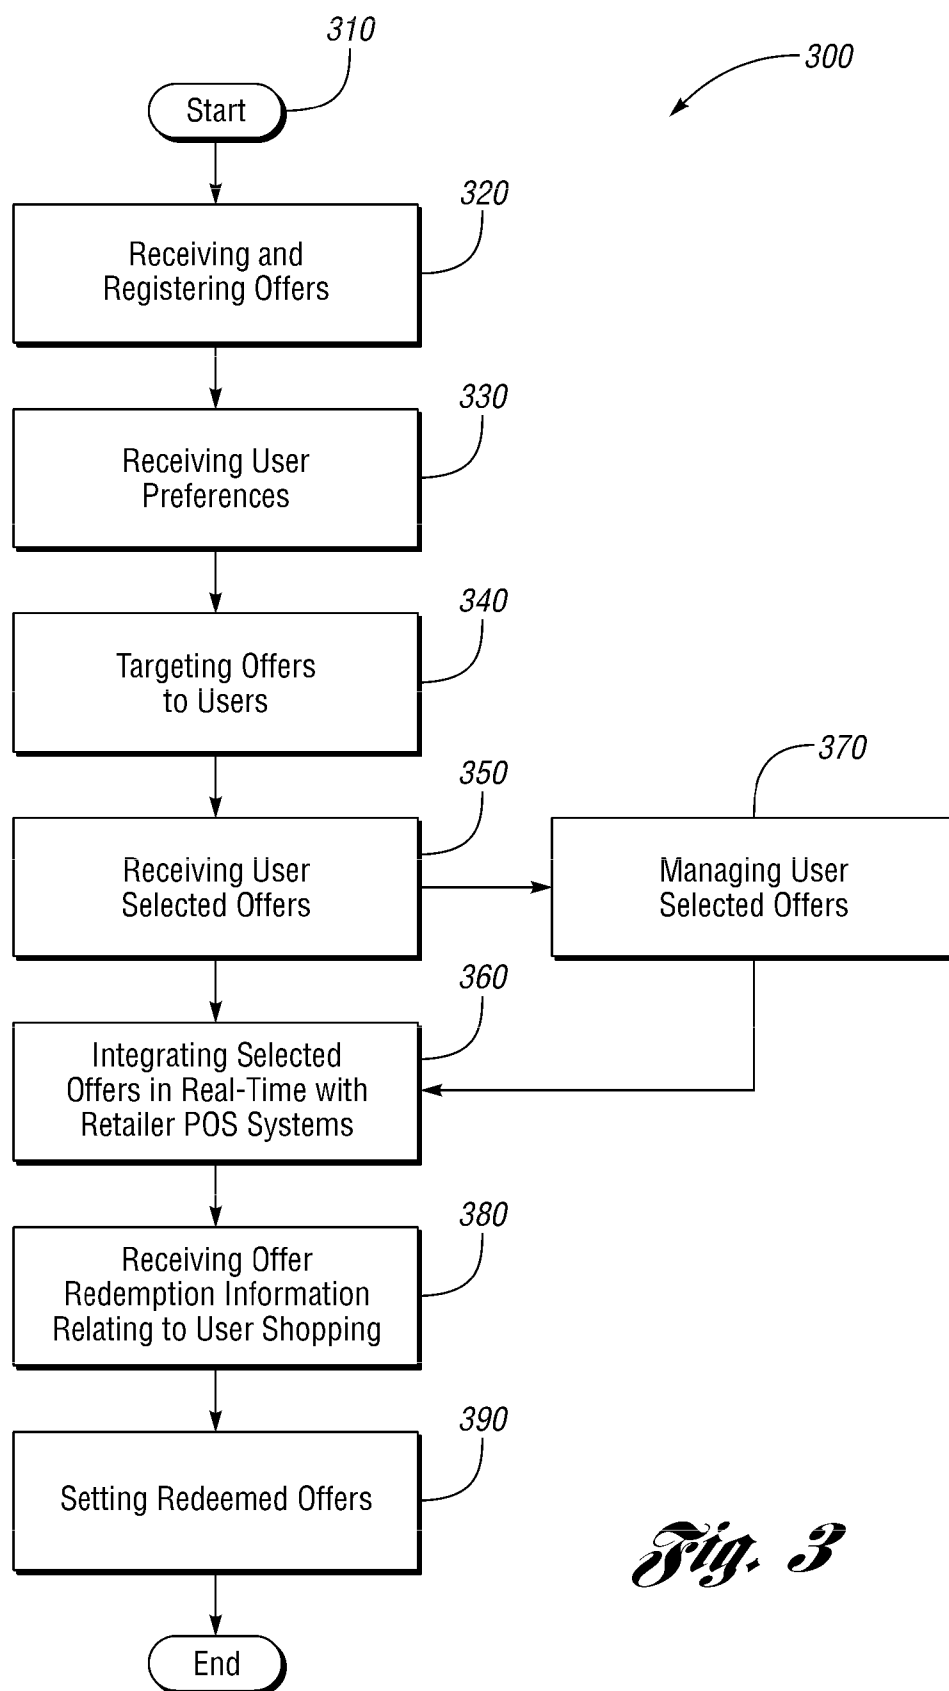 310
300
Start
320
Receiving and
Registering Offers
330
Receiving User
Preferences
340
Targeting Offers
to Users
350
370
Receiving User
Selected Offers
Managing User
Selected Offers
360
Integrating Selected
Offers in Real-Time with
Retailer POS Systems
380
Receiving Offer
Redemption Information
Relating to User Shopping
390
Setting Redeemed Offers
Fig. 3
End